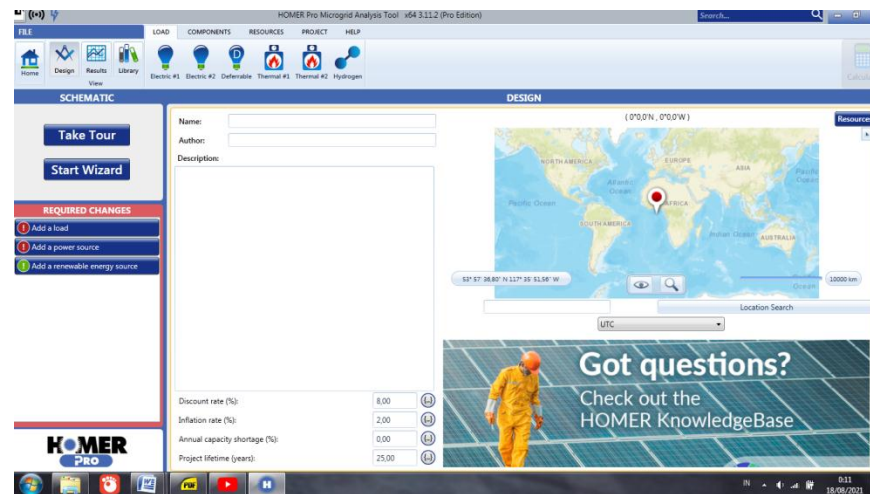 HOMER Pro Microgrid Analysis Tool x64 3.11.2 (Pro Edition)
Search...
FILE
LOAD COMPONENTS RESOURCES PROJECT HELP
Home Design Results Library
View
Electric #1 Electric #2 Deferrable Thermal #1 Thermal #2 Hydrogen
Calcula
SCHEMATIC
DESIGN
Take Tour
Start Wizard
REQUIRED CHANGES
Add a load
Add a power source
Add a renewable energy source
HOMER
PRO
Name:
Author:
Description:
Discount rate (%): 8,00
Inflation rate (%): 2,00
Annual capacity shortage (%): 0,00
Project lifetime (years): 25,00
( 0°0,0'N , 0°0,0'W )
Resource
NORTH AMERICA
EUROPE
ASIA
Atlantic
Ocean
Pacific
Ocean
Pacific Ocean
AFRICA
SOUTH AMERICA
Indian Ocean
AUSTRALIA
53° 57' 36.80" N 117° 35' 51.56" W
10000 km
Location Search
UTC
Got questions?
Check out the
HOMER KnowledgeBase
PDF
IN
0:11
18/08/2021